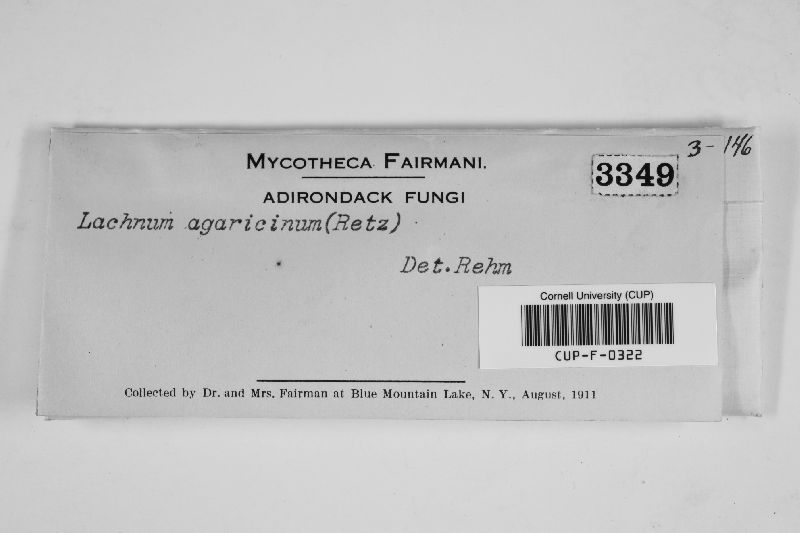 3-146
MYCOTHECA FAIRMANI.
3349
ADIRONDACK FUNGI
Lachnum agaricinum(Retz)
Det.Rehm
Cornell University (CUP)
CUP-F-0322
Collected by Dr. and Mrs. Fairman at Blue Mountain Lake, N. Y., August, 1911